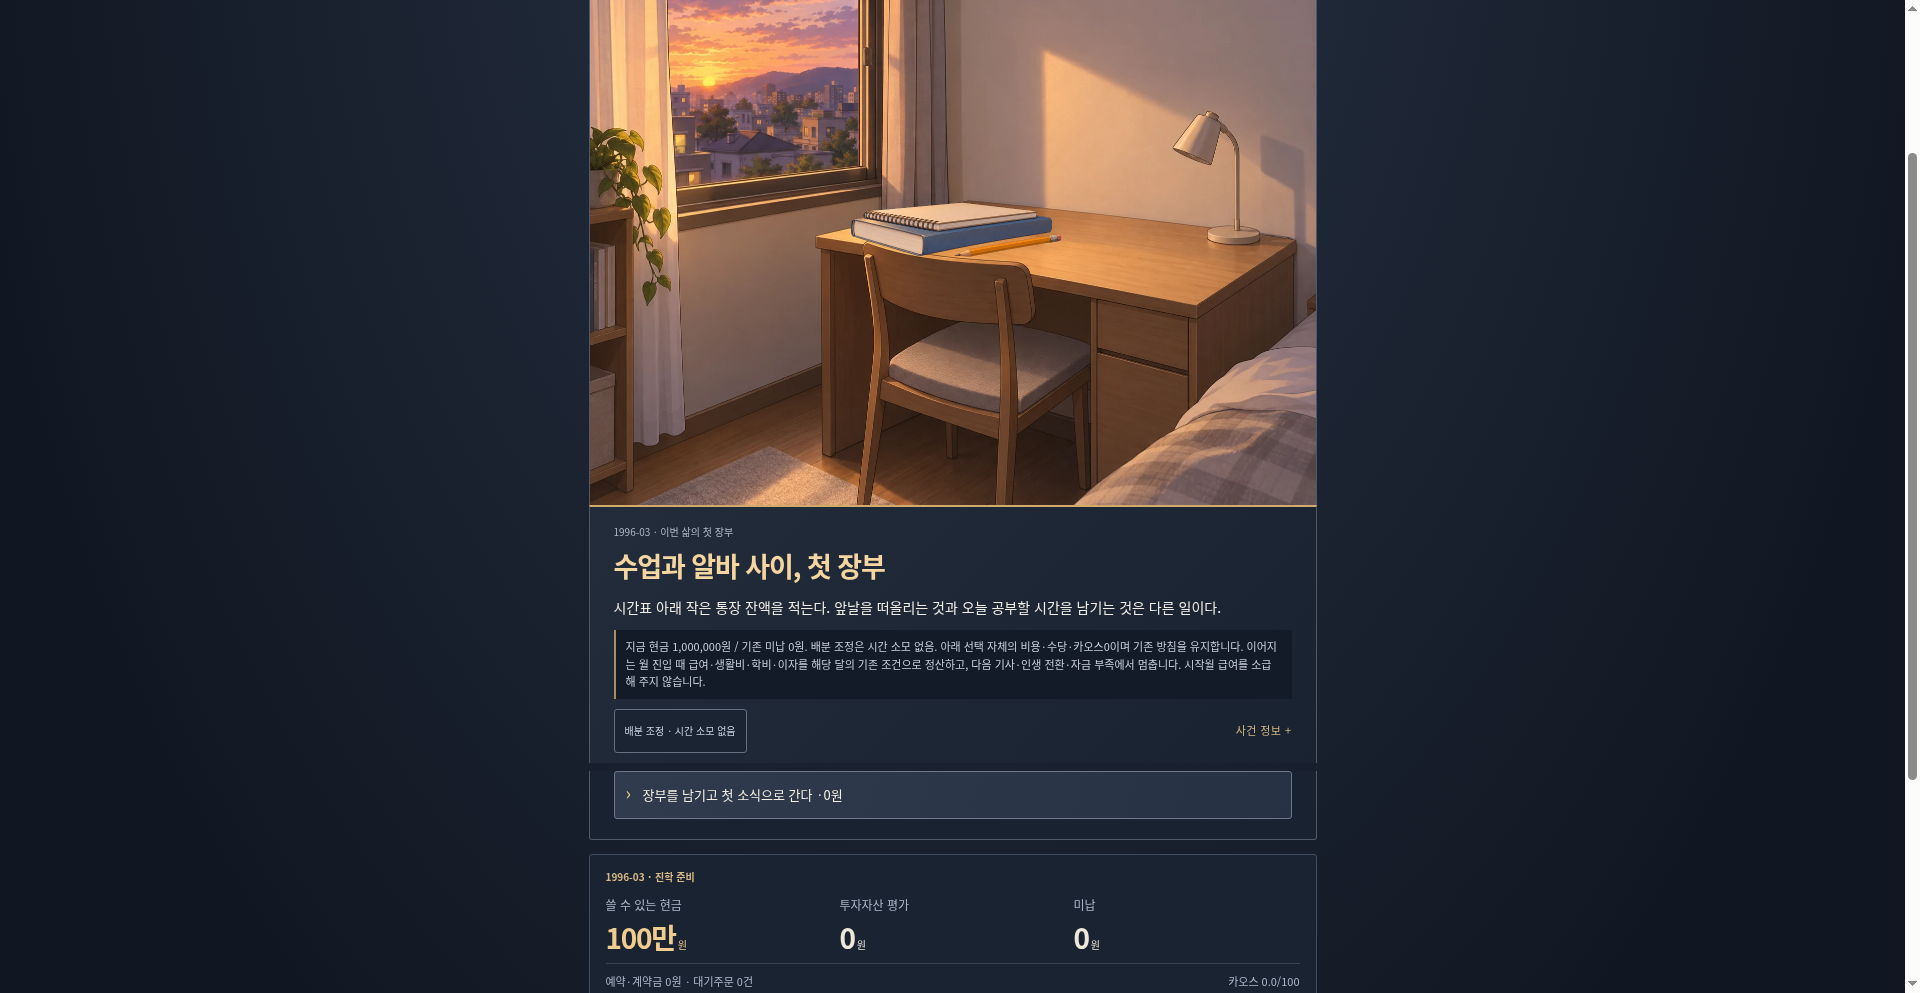 1996-03 · 이번 삶의 첫 장부
수업과 알바 사이, 첫 장부
시간표 아래 작은 통장 잔액을 적는다. 앞날을 떠올리는 것과 오늘 공부할 시간을 남기는 것은 다른 일이다.
지금 현금 1,000,000원 / 기존 미납 0원. 배분 조정은 시간 소모 없음. 아래 선택 자체의 비용·수당·카오스0이며 기존 방침을 유지합니다. 이어지
는 월 진입 때 급여·생활비·학비·이자를 해당 달의 기존 조건으로 정산하고, 다음 기사·인생 전환·자금 부족에서 멈춥니다. 시작월 급여를 소급
해 주지 않습니다.
배분 조정 · 시간 소모 없음
사건 정보 +
› 장부를 남기고 첫 소식으로 간다 · 0원
1996-03 · 진학 준비
쓸 수 있는 현금 투자자산 평가 미납
100만원 0원 0원
예약·계약금 0원 · 대기주문 0건 카오스 0.0/100